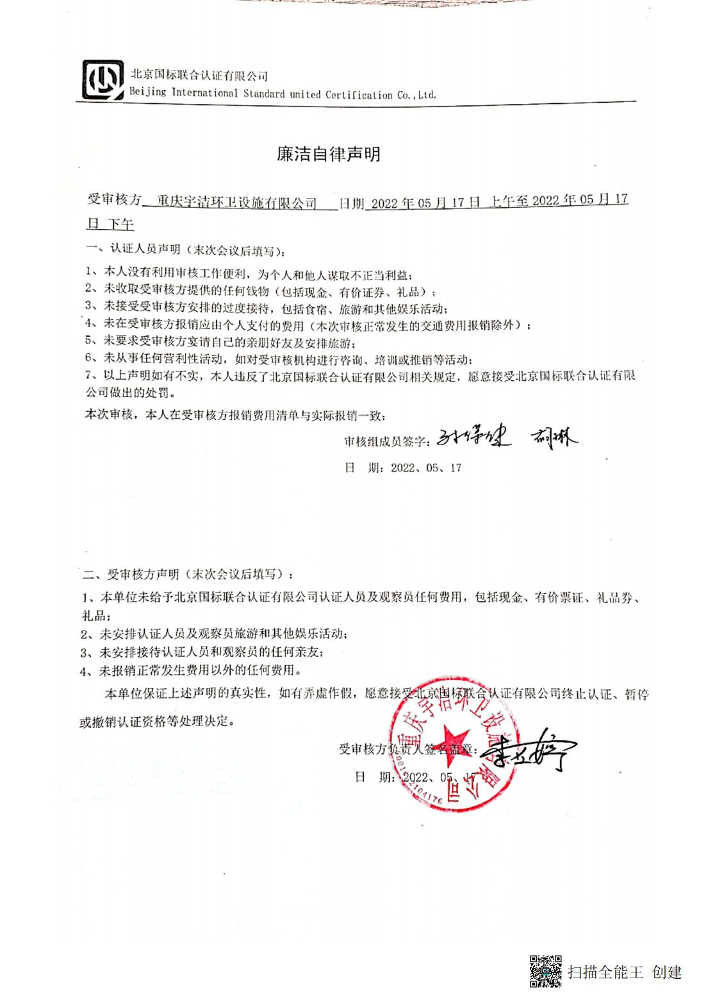 北京国标联合认证有限公司
Beijing International Standard united Certification Co.,Ltd.
廉洁自律声明
受审核方 重庆宇洁环卫设施有限公司 日期 2022 年 05 月 17 日 上午至 2022 年 05 月 17
日 下午
一、认证人员声明（末次会议后填写）：
1、本人没有利用审核工作便利，为个人和他人谋取不正当利益；
2、未收取受审核方提供的任何钱物（包括现金、有价证券、礼品）；
3、未接受受审核方安排的过度接待，包括食宿、旅游和其他娱乐活动；
4、未在受审核方报销应由个人支付的费用（本次审核正常发生的交通费用报销除外）；
5、未要求受审核方宴请自己的亲朋好友及安排旅游；
6、未从事任何营利性活动，如对受审核机构进行咨询、培训或推销等活动；
7、以上声明如有不实，本人违反了北京国标联合认证有限公司相关规定，愿意接受北京国标联合认证有限
公司做出的处罚。
本次审核，本人在受审核方报销费用清单与实际报销一致：
审核组成员签字： 胡琳
日 期：2022、05、17
二、受审核方声明（末次会议后填写）：
1、本单位未给予北京国标联合认证有限公司认证人员及观察员任何费用，包括现金、有价票证、礼品券、
礼品；
2、未安排认证人员及观察员旅游和其他娱乐活动；
3、未安排接待认证人员和观察员的任何亲友；
4、未报销正常发生费用以外的任何费用。
本单位保证上述声明的真实性，如有弄虚作假，愿意接受北京国标联合认证有限公司终止认证、暂停
或撤销认证资格等处理决定。
重庆宇洁环卫设施有限公司
受审核方负责人签名盖章：
日 期：2022、05、17
扫描全能王 创建